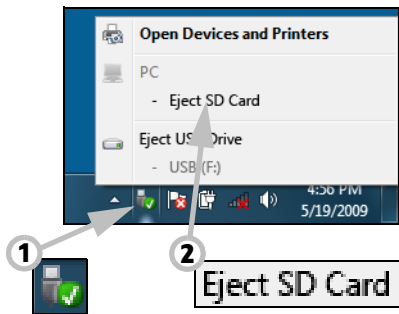 Open Devices and Printers
PC
- Eject SD Card
Eject USB Drive
- USB (F:)
4:56 PM
5/19/2009
1
2
Eject SD Card